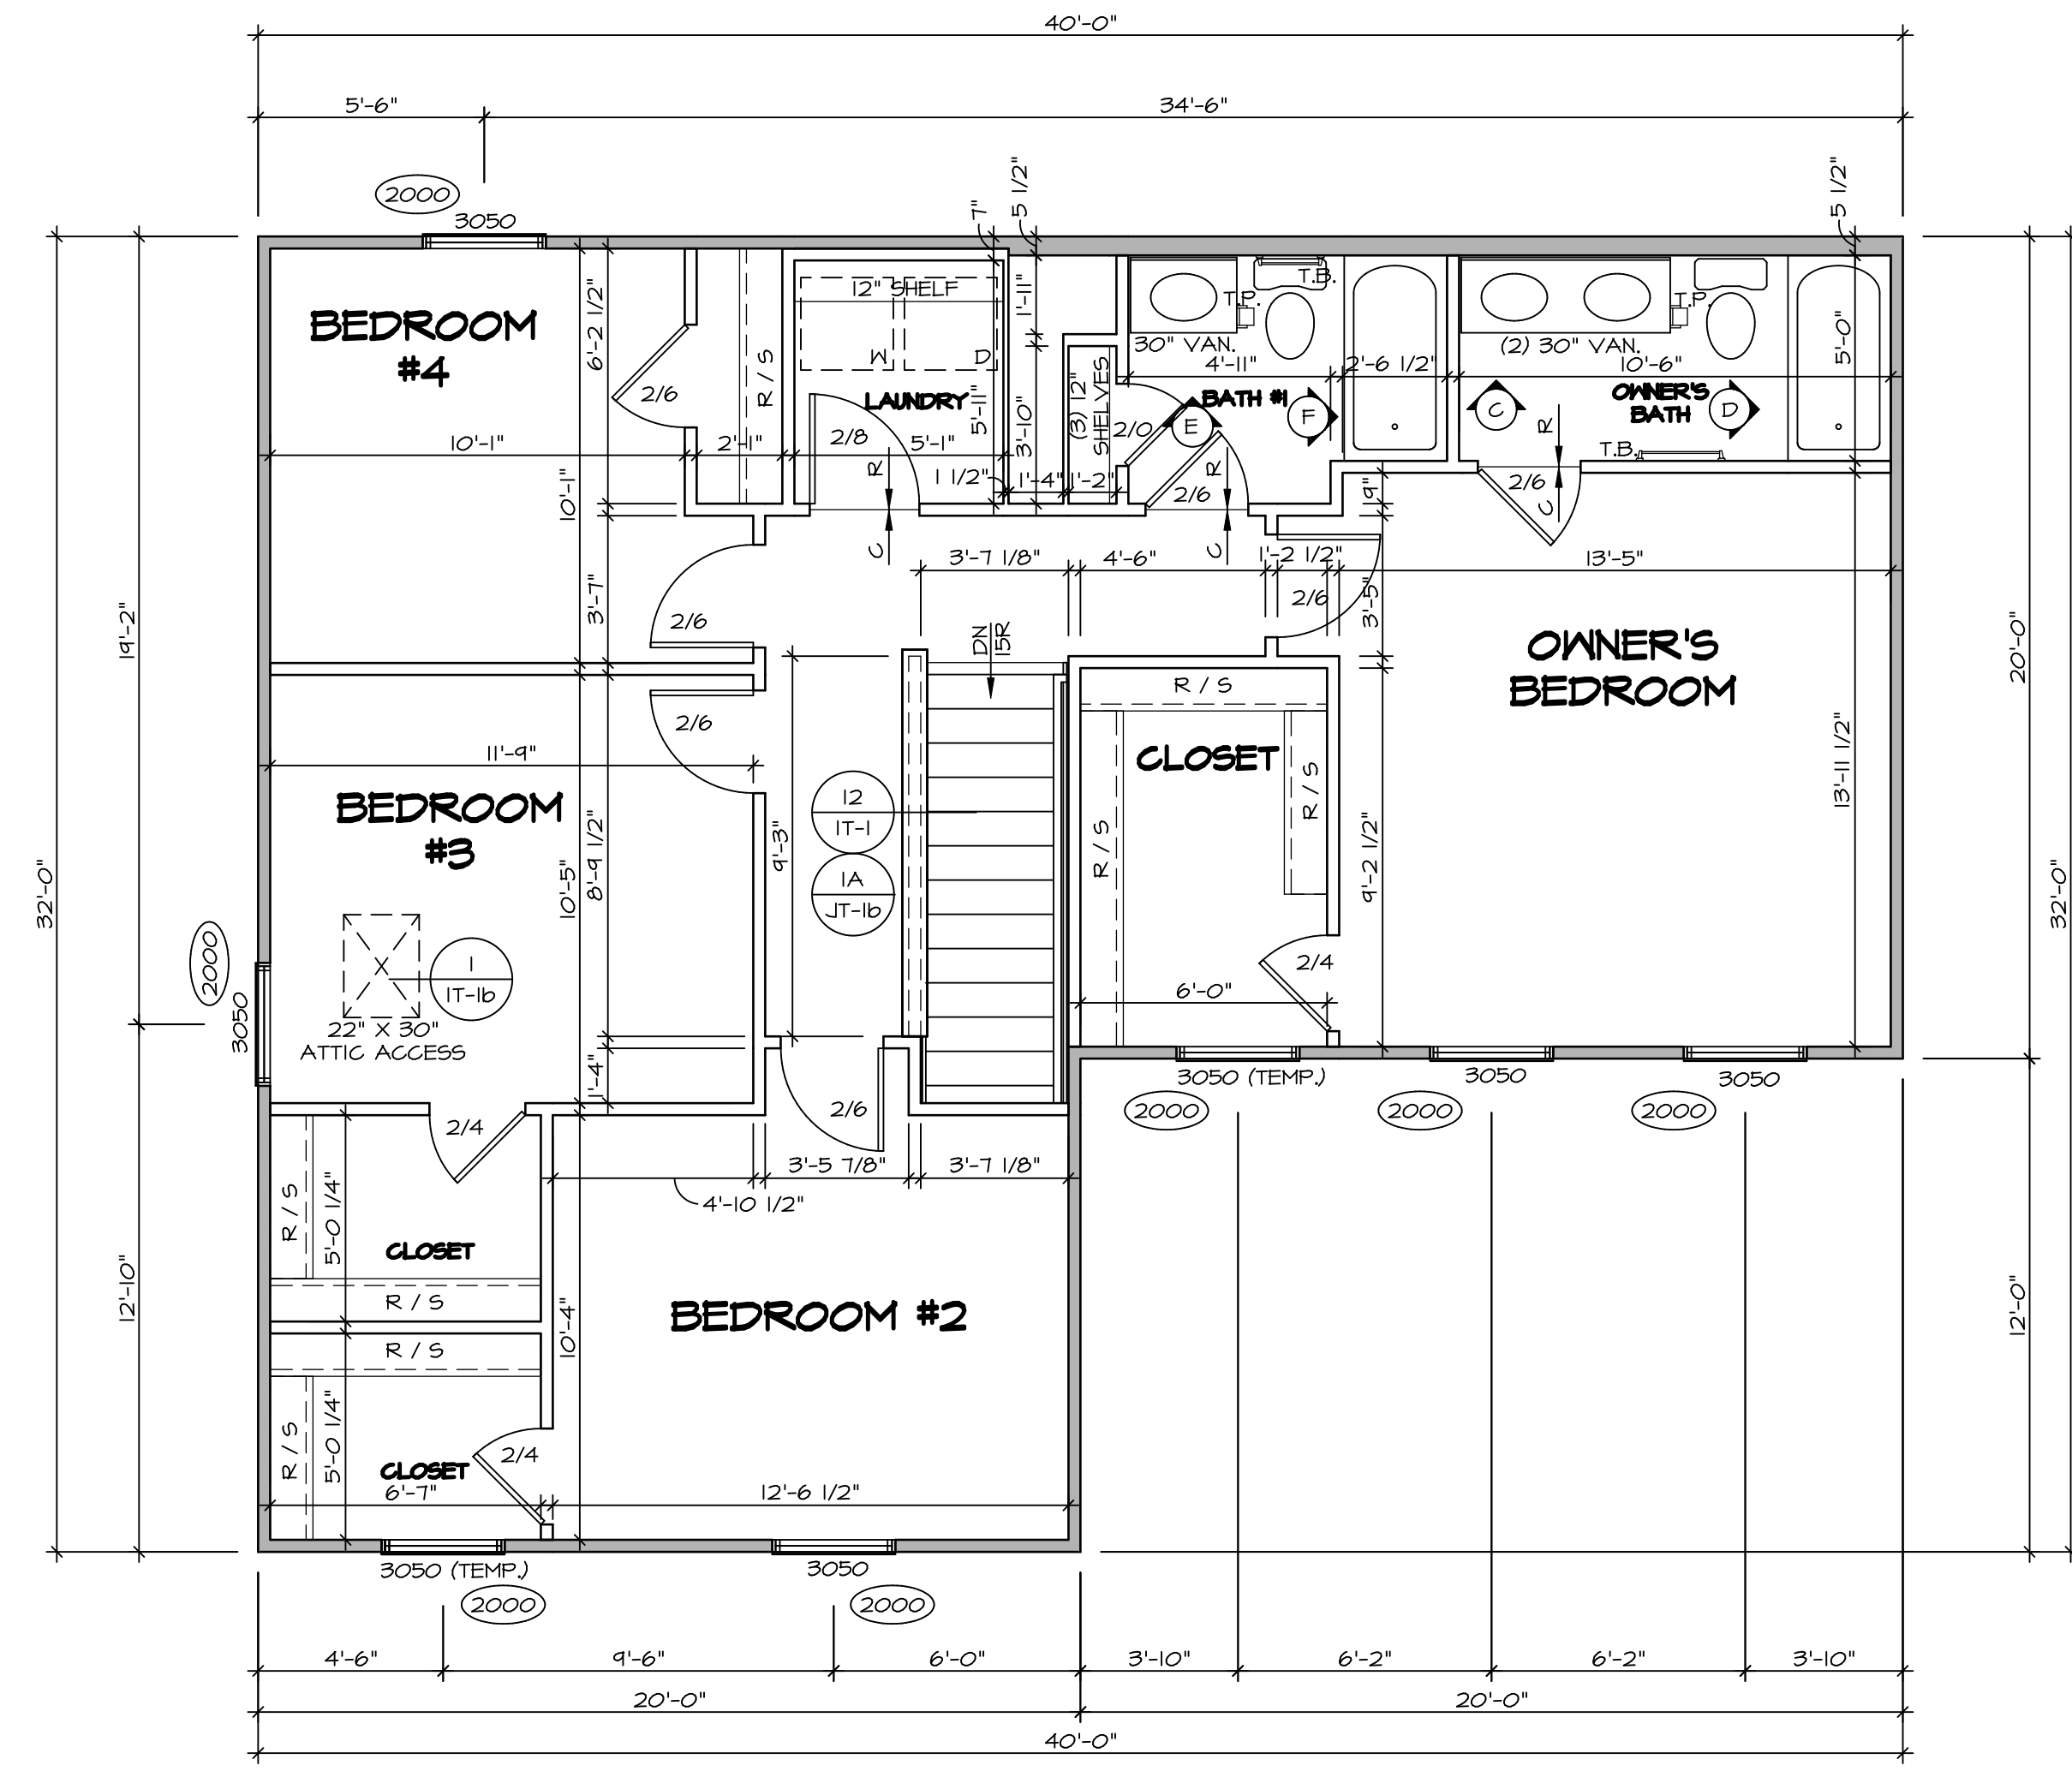 40'-0"
5'-6"
34'-6"
2000
3050
7"
5 1/2"
5 1/2"
BEDROOM
#4
6'-2 1/2"
2/6
R / S
12" SHELF
W
D
LAUNDRY
5'-11"
1'-11"
3'-10"
(3) 12"
SHELVES
30" VAN.
T.P.
T.B.
4'-11"
2'-6 1/2"
BATH #1
E
F
2/0
(2) 30" VAN.
T.P.
10'-6"
5'-0"
OWNER'S
BATH
C
D
T.B.
R
C
2/6
10'-1"
2'-1"
2/8
5'-1"
R
C
1 1/2"
1'-4"
1'-2"
2/6
R
C
9"
10'-1"
3'-7"
2/6
3'-7 1/8"
4'-6"
1'-2 1/2"
13'-5"
2/6
3'-5"
DN
15R
OWNER'S
BEDROOM
19'-2"
20'-0"
2/6
R / S
CLOSET
R / S
R / S
11'-9"
BEDROOM
#3
12
1T-1
1A
JT-1b
9'-3"
10'-5"
8'-9 1/2"
9'-2 1/2"
13'-11 1/2"
32'-0"
32'-0"
2000
3050
1
1T-1b
22" X 30"
ATTIC ACCESS
2/4
6'-0"
1'-4"
3050 (TEMP.)
3050
3050
2000
2000
2000
2/4
2/6
3'-5 7/8"
3'-7 1/8"
4'-10 1/2"
R / S
5'-0 1/4"
CLOSET
R / S
12'-10"
12'-0"
10'-4"
BEDROOM #2
R / S
R / S
5'-0 1/4"
CLOSET
2/4
6'-7"
12'-6 1/2"
3050 (TEMP.)
3050
2000
2000
4'-6"
9'-6"
6'-0"
3'-10"
6'-2"
6'-2"
3'-10"
20'-0"
20'-0"
40'-0"